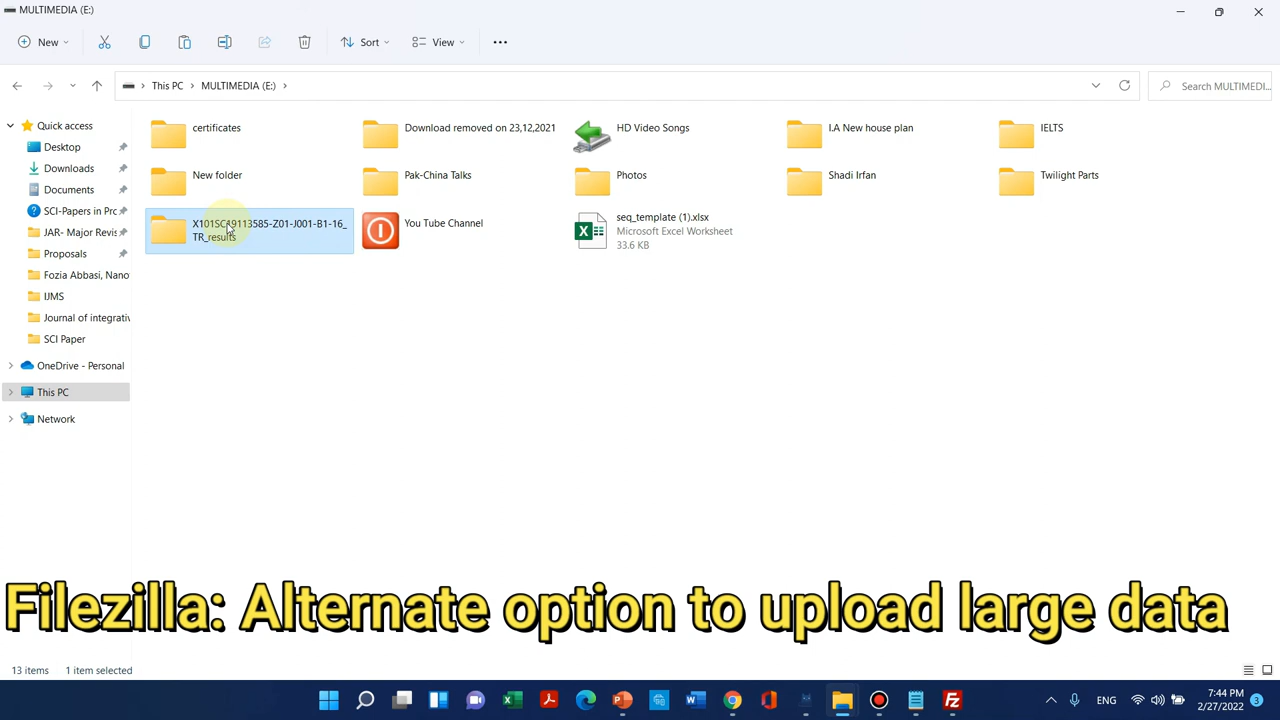 MULTIMEDIA (E:)
New
Sort
View
This PC
MULTIMEDIA (E:)
Search MULTIMEDI...
Quick access
Desktop
Downloads
Documents
SCI-Papers in Pro
JAR- Major Revis
Proposals
Fozia Abbasi, Nano
IJMS
Journal of integrativ
SCI Paper
OneDrive - Personal
This PC
Network
certificates
Download removed on 23,12,2021
HD Video Songs
I.A New house plan
IELTS
New folder
Pak-China Talks
Photos
Shadi Irfan
Twilight Parts
X101SCA9113585-Z01-J001-B1-16_
TR_results
You Tube Channel
seq_template (1).xlsx
Microsoft Excel Worksheet
33.6 KB
Filezilla: Alternate option to upload large data
13 items
1 item selected
ENG
7:44 PM
2/27/2022
3